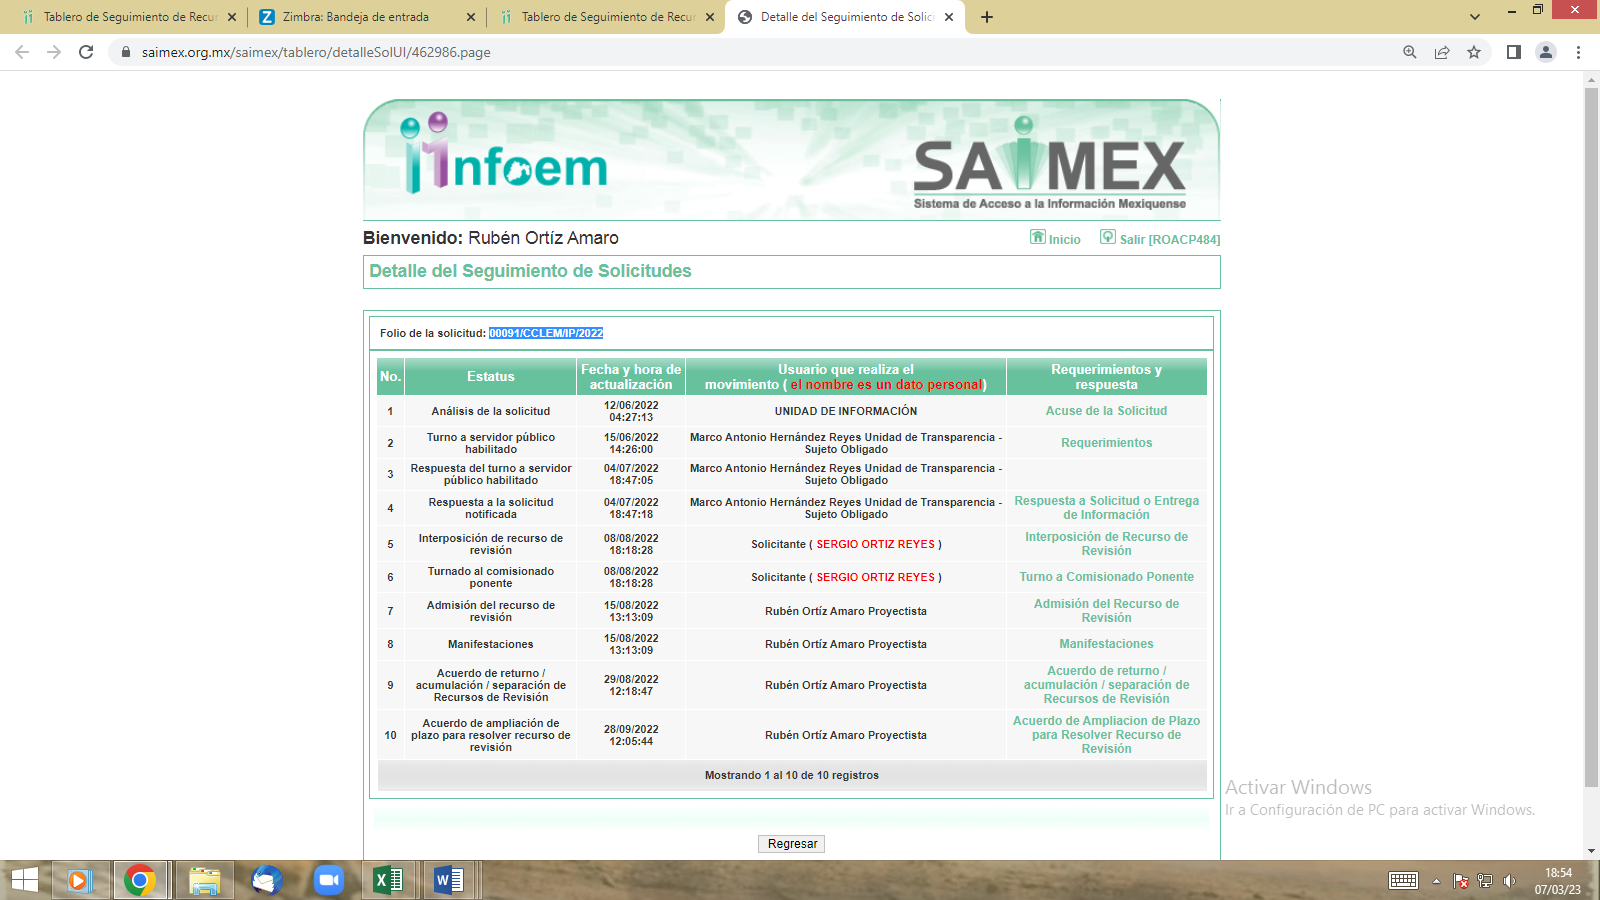 Tablero de Seguimiento de Recur
Zimbra: Bandeja de entrada
Tablero de Seguimiento de Recur
Detalle del Seguimiento de Solici
saimex.org.mx/saimex/tablero/detalleSolUI/462986.page
infoem
SAIMEX
Sistema de Acceso a la Información Mexiquense
Bienvenido: Rubén Ortíz Amaro
Inicio
Salir [ROACP484]
Detalle del Seguimiento de Solicitudes
Folio de la solicitud: 00091/CCLEM/IP/2022
No.
Estatus
Fecha y hora de
actualización
Usuario que realiza el
movimiento ( el nombre es un dato personal)
Requerimientos y
respuesta
1
Análisis de la solicitud
12/06/2022
04:27:13
UNIDAD DE INFORMACIÓN
Acuse de la Solicitud
2
Turno a servidor público
habilitado
15/06/2022
14:26:00
Marco Antonio Hernández Reyes Unidad de Transparencia -
Sujeto Obligado
Requerimientos
3
Respuesta del turno a servidor
público habilitado
04/07/2022
18:47:05
Marco Antonio Hernández Reyes Unidad de Transparencia -
Sujeto Obligado
4
Respuesta a la solicitud
notificada
04/07/2022
18:47:18
Marco Antonio Hernández Reyes Unidad de Transparencia -
Sujeto Obligado
Respuesta a Solicitud o Entrega
de Información
5
Interposición de recurso de
revisión
08/08/2022
18:18:28
Solicitante ( SERGIO ORTIZ REYES )
Interposición de Recurso de
Revisión
6
Turnado al comisionado
ponente
08/08/2022
18:18:28
Solicitante ( SERGIO ORTIZ REYES )
Turno a Comisionado Ponente
7
Admisión del recurso de
revisión
15/08/2022
13:13:09
Rubén Ortíz Amaro Proyectista
Admisión del Recurso de
Revisión
8
Manifestaciones
15/08/2022
13:13:09
Rubén Ortíz Amaro Proyectista
Manifestaciones
9
Acuerdo de returno /
acumulación / separación de
Recursos de Revisión
29/08/2022
12:18:47
Rubén Ortíz Amaro Proyectista
Acuerdo de returno /
acumulación / separación de
Recursos de Revisión
10
Acuerdo de ampliación de
plazo para resolver recurso de
revisión
28/09/2022
12:05:44
Rubén Ortíz Amaro Proyectista
Acuerdo de Ampliacion de Plazo
para Resolver Recurso de
Revisión
Mostrando 1 al 10 de 10 registros
Regresar
Activar Windows
Ir a Configuración de PC para activar Windows.
18:54
07/03/23